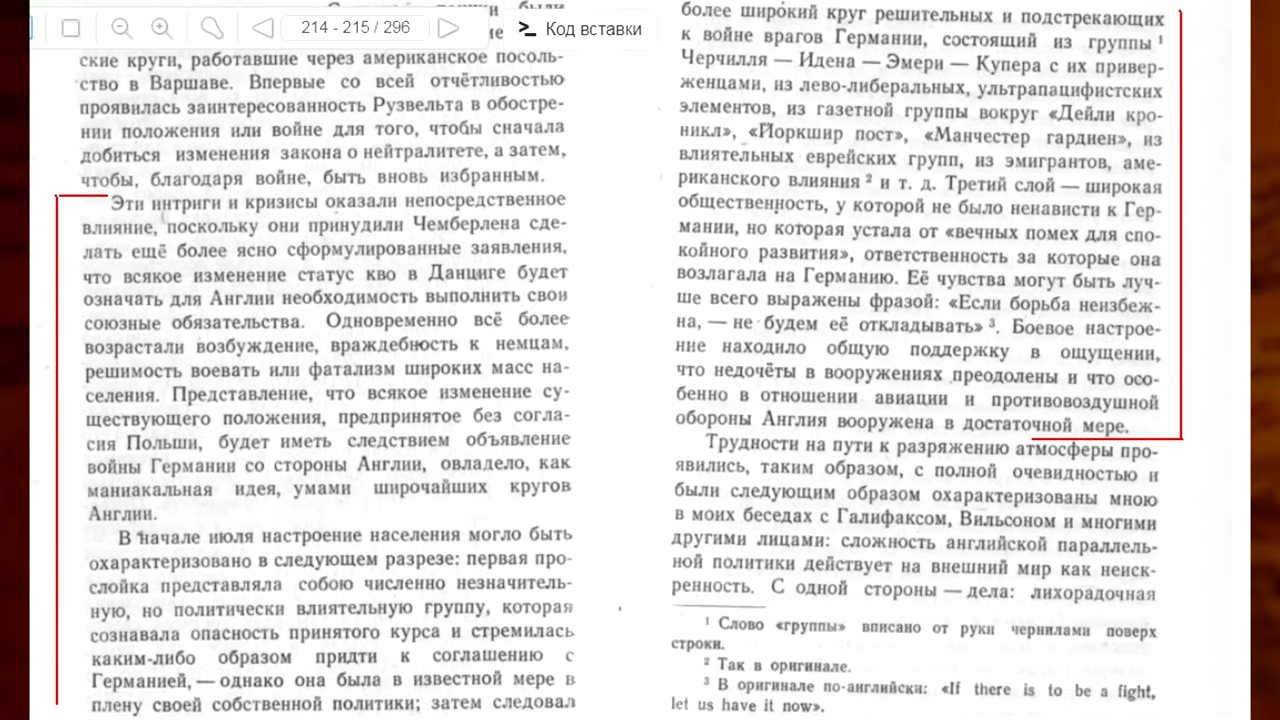 214 - 215 / 296
Код вставки
ские круги, работавшие через американское посоль-
ство в Варшаве. Впервые со всей отчётливостью
проявилась заинтересованность Рузвельта в обостре-
нии положения или войне для того, чтобы сначала
добиться изменения закона о нейтралитете, а затем,
чтобы, благодаря войне, быть вновь избранным.
Эти интриги и кризисы оказали непосредственное
влияние, поскольку они принудили Чемберлена сде-
лать ещё более ясно сформулированные заявления,
что всякое изменение статус кво в Данциге будет
означать для Англии необходимость выполнить свои
союзные обязательства. Одновременно всё более
возрастали возбуждение, враждебность к немцам,
решимость воевать или фатализм широких масс на-
селения. Представление, что всякое изменение су-
ществующего положения, предпринятое без согла-
сия Польши, будет иметь следствием объявление
войны Германии со стороны Англии, овладело, как
маниакальная идея, умами широчайших кругов
Англии.
В начале июля настроение населения могло быть
охарактеризовано в следующем разрезе: первая про-
слойка представляла собою численно незначитель-
ную, но политически влиятельную группу, которая
сознавала опасность принятого курса и стремилась
каким-либо образом придти к соглашению с
Германией, — однако она была в известной мере в
плену своей собственной политики; затем следовал
более широкий круг решительных и подстрекающих
к войне врагов Германии, состоящий из группы ¹
Черчилля — Идена — Эмери — Купера с их привер-
женцами, из лево-либеральных, ультрапацифистских
элементов, из газетной группы вокруг «Дейли кро-
никл», «Йоркшир пост», «Манчестер гардиен», из
влиятельных еврейских групп, из эмигрантов, аме-
риканского влияния ² и т. д. Третий слой — широкая
общественность, у которой не было ненависти к Гер-
мании, но которая устала от «вечных помех для спо-
койного развития», ответственность за которые она
возлагала на Германию. Её чувства могут быть луч-
ше всего выражены фразой: «Если борьба неизбеж-
на, — не будем её откладывать» ³. Боевое настрое-
ние находило общую поддержку в ощущении,
что недочёты в вооружениях преодолены и что осо-
бенно в отношении авиации и противовоздушной
обороны Англия вооружена в достаточной мере.
Трудности на пути к разряжению атмосферы про-
явились, таким образом, с полной очевидностью и
были следующим образом охарактеризованы мною
в моих беседах с Галифаксом, Вильсоном и многими
другими лицами: сложность английской параллель-
ной политики действует на внешний мир как неиск-
ренность. С одной стороны — дела: лихорадочная
¹ Слово «группы» вписано от руки чернилами поверх
строки.
² Так в оригинале.
³ В оригинале по-английски: «If there is to be a fight,
let us have it now».